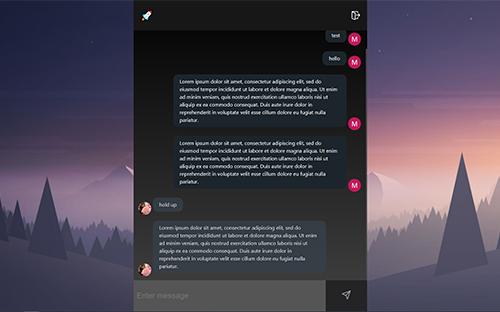 test
M
hello
M
Lorem ipsum dolor sit amet, consectetur adipiscing elit, sed do
eiusmod tempor incididunt ut labore et dolore magna aliqua. Ut enim
ad minim veniam, quis nostrud exercitation ullamco laboris nisi ut
aliquip ex ea commodo consequat. Duis aute irure dolor in
reprehenderit in voluptate velit esse cillum dolore eu fugiat nulla
pariatur.
M
Lorem ipsum dolor sit amet, consectetur adipiscing elit, sed do
eiusmod tempor incididunt ut labore et dolore magna aliqua. Ut enim
ad minim veniam, quis nostrud exercitation ullamco laboris nisi ut
aliquip ex ea commodo consequat. Duis aute irure dolor in
reprehenderit in voluptate velit esse cillum dolore eu fugiat nulla
pariatur.
M
hold up
Lorem ipsum dolor sit amet, consectetur adipiscing elit, sed do
eiusmod tempor incididunt ut labore et dolore magna aliqua. Ut enim
ad minim veniam, quis nostrud exercitation ullamco laboris nisi ut
aliquip ex ea commodo consequat. Duis aute irure dolor in
reprehenderit in voluptate velit esse cillum dolore eu fugiat nulla
pariatur.
Enter message